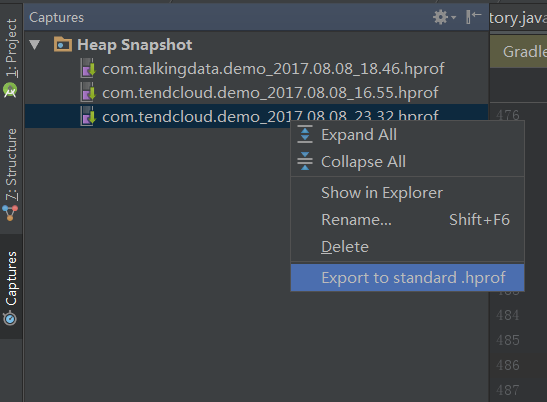 Captures
tory.java
1: Project
Heap Snapshot
Gradle
com.talkingdata.demo_2017.08.08_18.46.hprof
com.tendcloud.demo_2017.08.08_16.55.hprof
com.tendcloud.demo_2017.08.08_23.32.hprof
476
Expand All
Z: Structure
Collapse All
Show in Explorer
Rename... Shift+F6
Delete
Captures
Export to standard .hprof
483
484
485
486
487